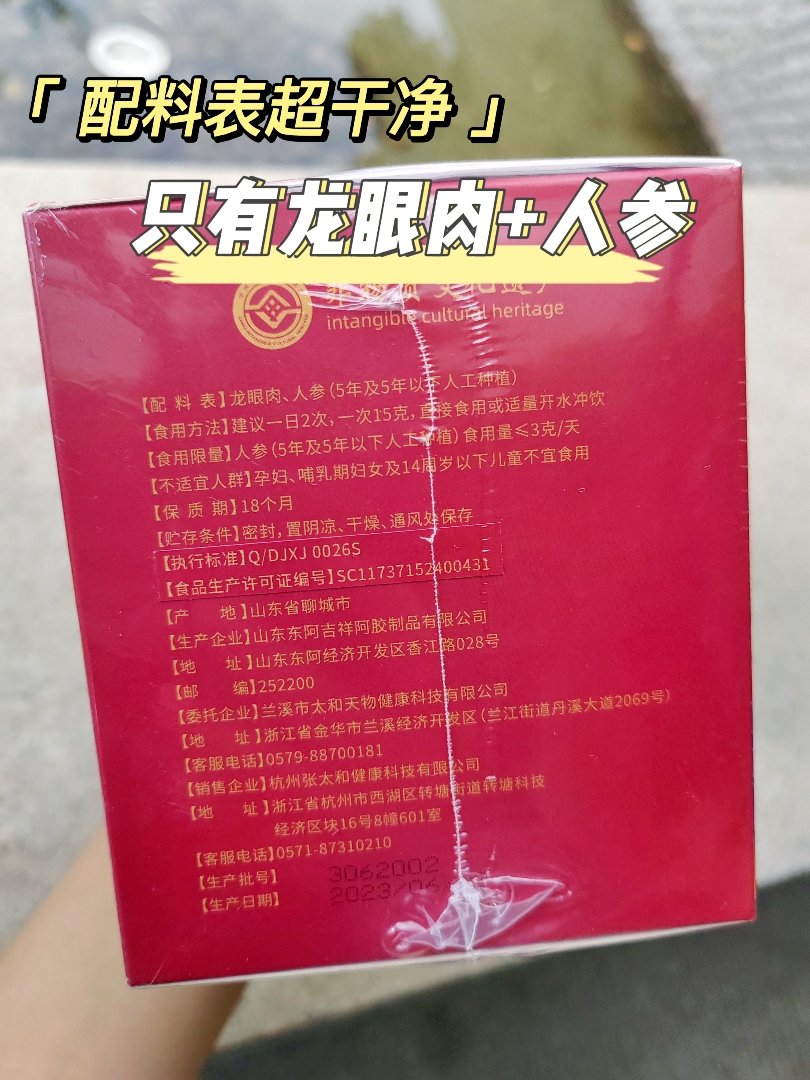 「 配料表超干净 」
只有龙眼肉+人参
intangible cultural heritage
【配 料 表】龙眼肉、人参(5年及5年以下人工种植)
【食用方法】建议一日2次,一次15克,直接食用或适量开水冲饮
【食用限量】人参(5年及5年以下人工种植)食用量≤3克/天
【不适宜人群】孕妇、哺乳期妇女及14周岁以下儿童不宜食用
【保 质 期】18个月
【贮存条件】密封,置阴凉、干燥、通风处保存
【执行标准】Q/DJXJ 0026S
【食品生产许可证编号】SC11737152400431
【产 地】山东省聊城市
【生产企业】山东东阿吉祥阿胶制品有限公司
【地 址】山东东阿经济开发区香江路028号
【邮 编】252200
【委托企业】兰溪市太和天物健康科技有限公司
【地 址】浙江省金华市兰溪经济开发区(兰江街道丹溪大道2069号)
【客服电话】0579-88700181
【销售企业】杭州张太和健康科技有限公司
【地 址】浙江省杭州市西湖区转塘街道转塘科技
经济区块16号8幢601室
【客服电话】0571-87310210
【生产批号】 3062002
【生产日期】 2023/06/